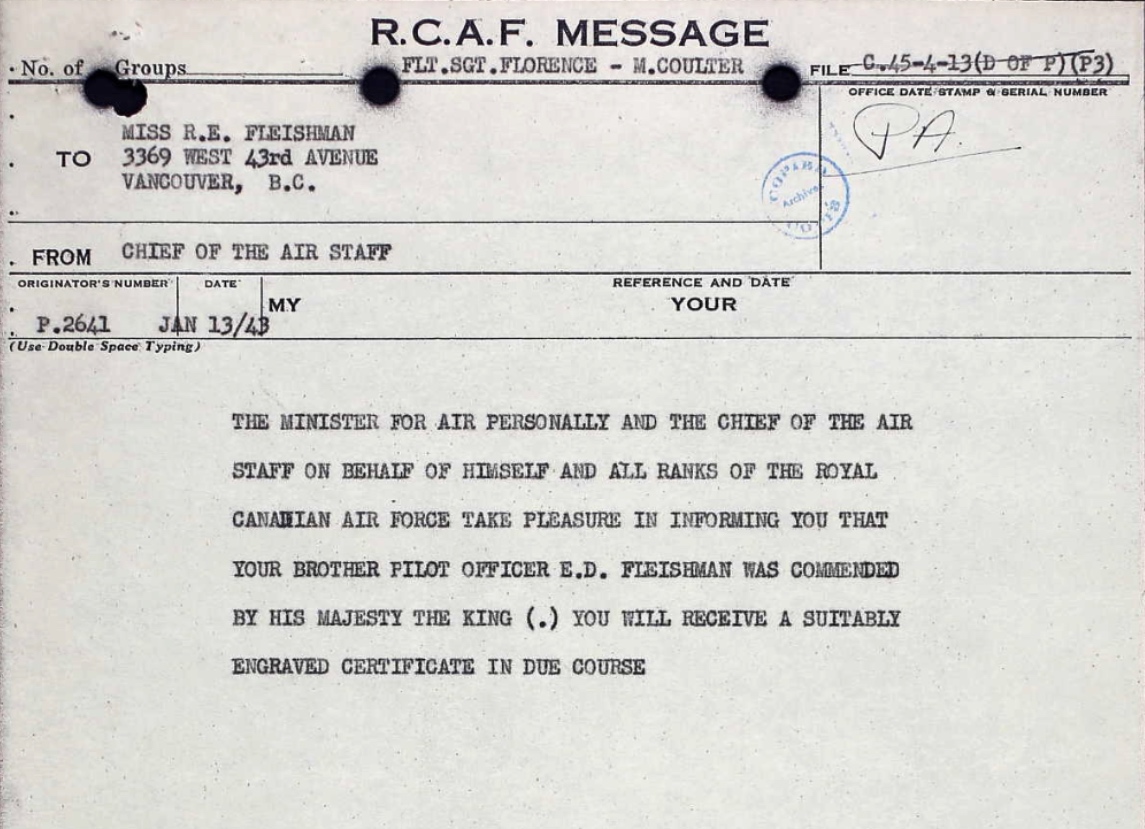 R.C.A.F. MESSAGE
No. of Groups
FLT.SGT.FLORENCE - M.COULTER
FILE C.45-4-13(D OF P)(P3)
OFFICE DATE STAMP & SERIAL NUMBER
P.A.
MISS R.E. FLEISHMAN
TO 3369 WEST 43rd AVENUE
VANCOUVER, B.C.
Archives
FROM CHIEF OF THE AIR STAFF
ORIGINATOR'S NUMBER DATE REFERENCE AND DATE
MY YOUR
P.2641 JAN 13/43
(Use Double Space Typing)
THE MINISTER FOR AIR PERSONALLY AND THE CHIEF OF THE AIR
STAFF ON BEHALF OF HIMSELF AND ALL RANKS OF THE ROYAL
CANADIAN AIR FORCE TAKE PLEASURE IN INFORMING YOU THAT
YOUR BROTHER PILOT OFFICER E.D. FLEISHMAN WAS COMMENDED
BY HIS MAJESTY THE KING (.) YOU WILL RECEIVE A SUITABLY
ENGRAVED CERTIFICATE IN DUE COURSE